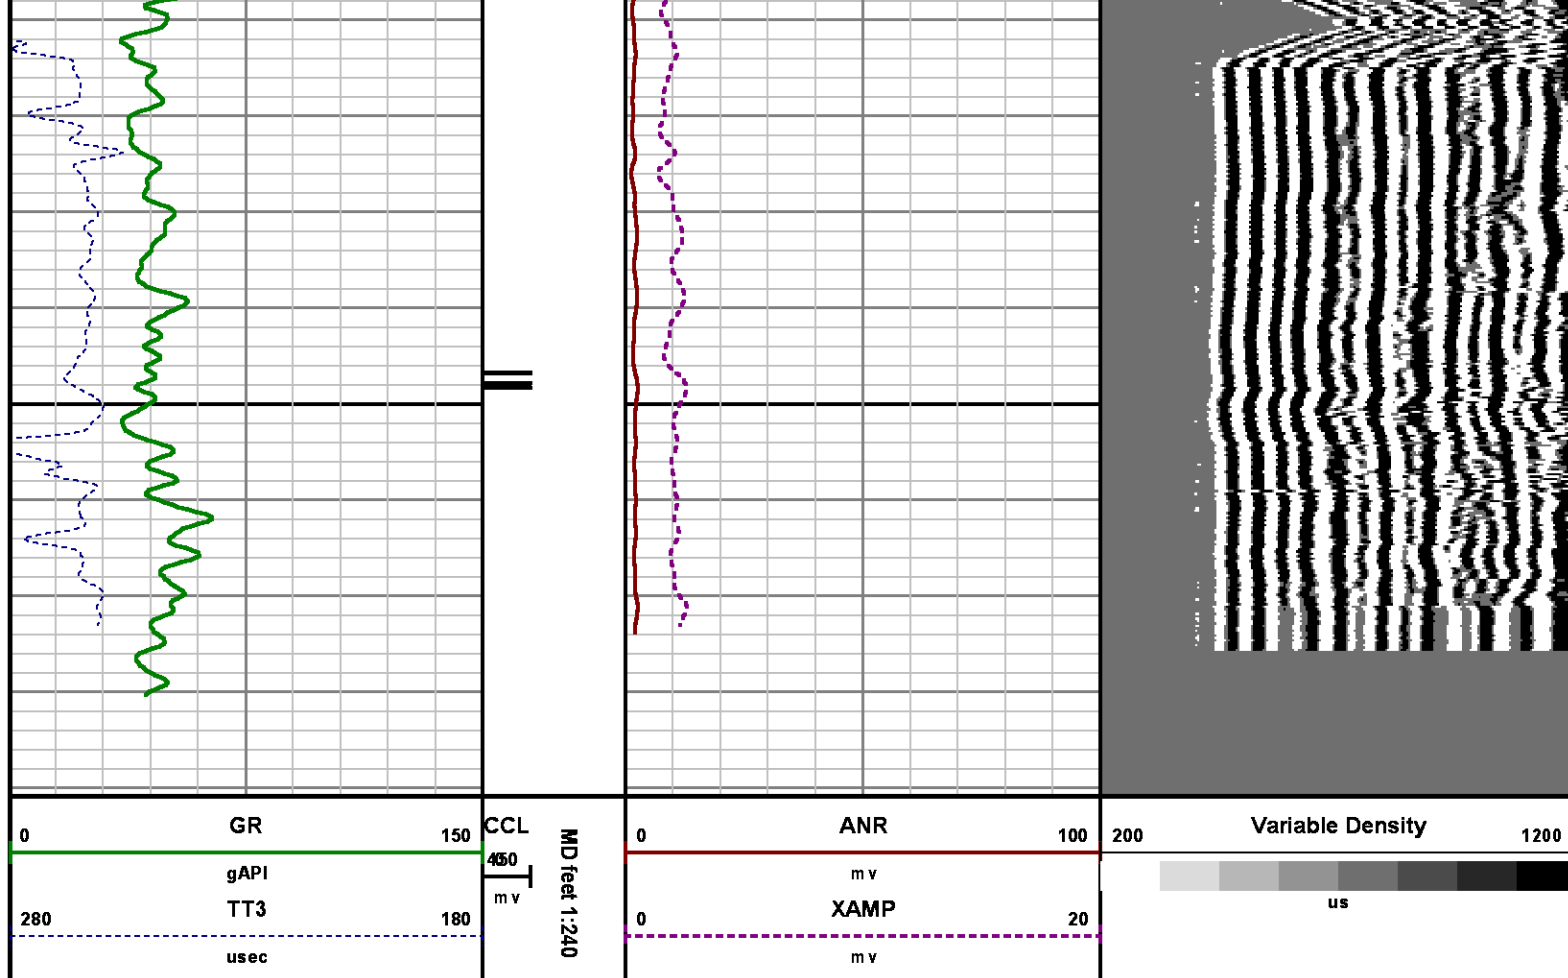 GR
0 150
gAPI
TT3
280 180
usec
CCL
m v
MD feet 1:240
ANR
0 100
m v
XAMP
0 20
m v
Variable Density
200 1200
us